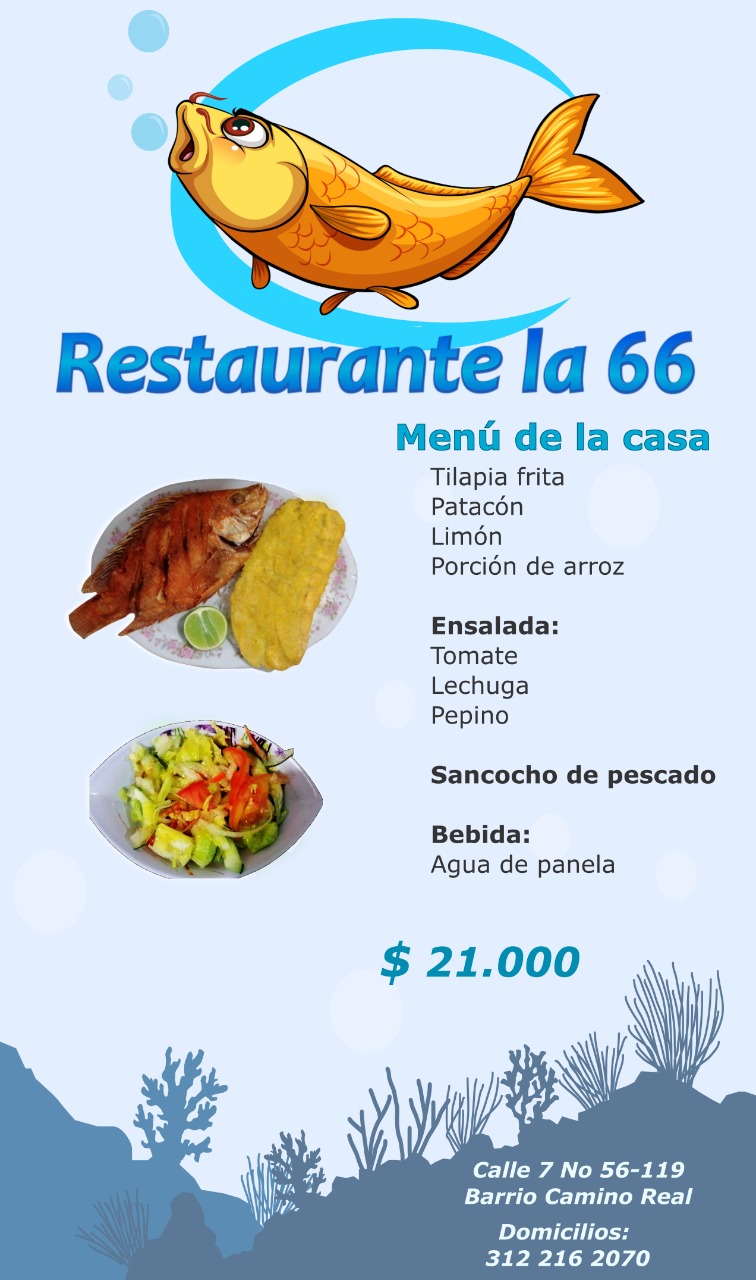 Restaurante la 66
Menú de la casa
Tilapia frita
Patacón
Limón
Porción de arroz
Ensalada:
Tomate
Lechuga
Pepino
Sancocho de pescado
Bebida:
Agua de panela
$ 21.000
Calle 7 No 56-119
Barrio Camino Real
Domicilios:
312 216 2070